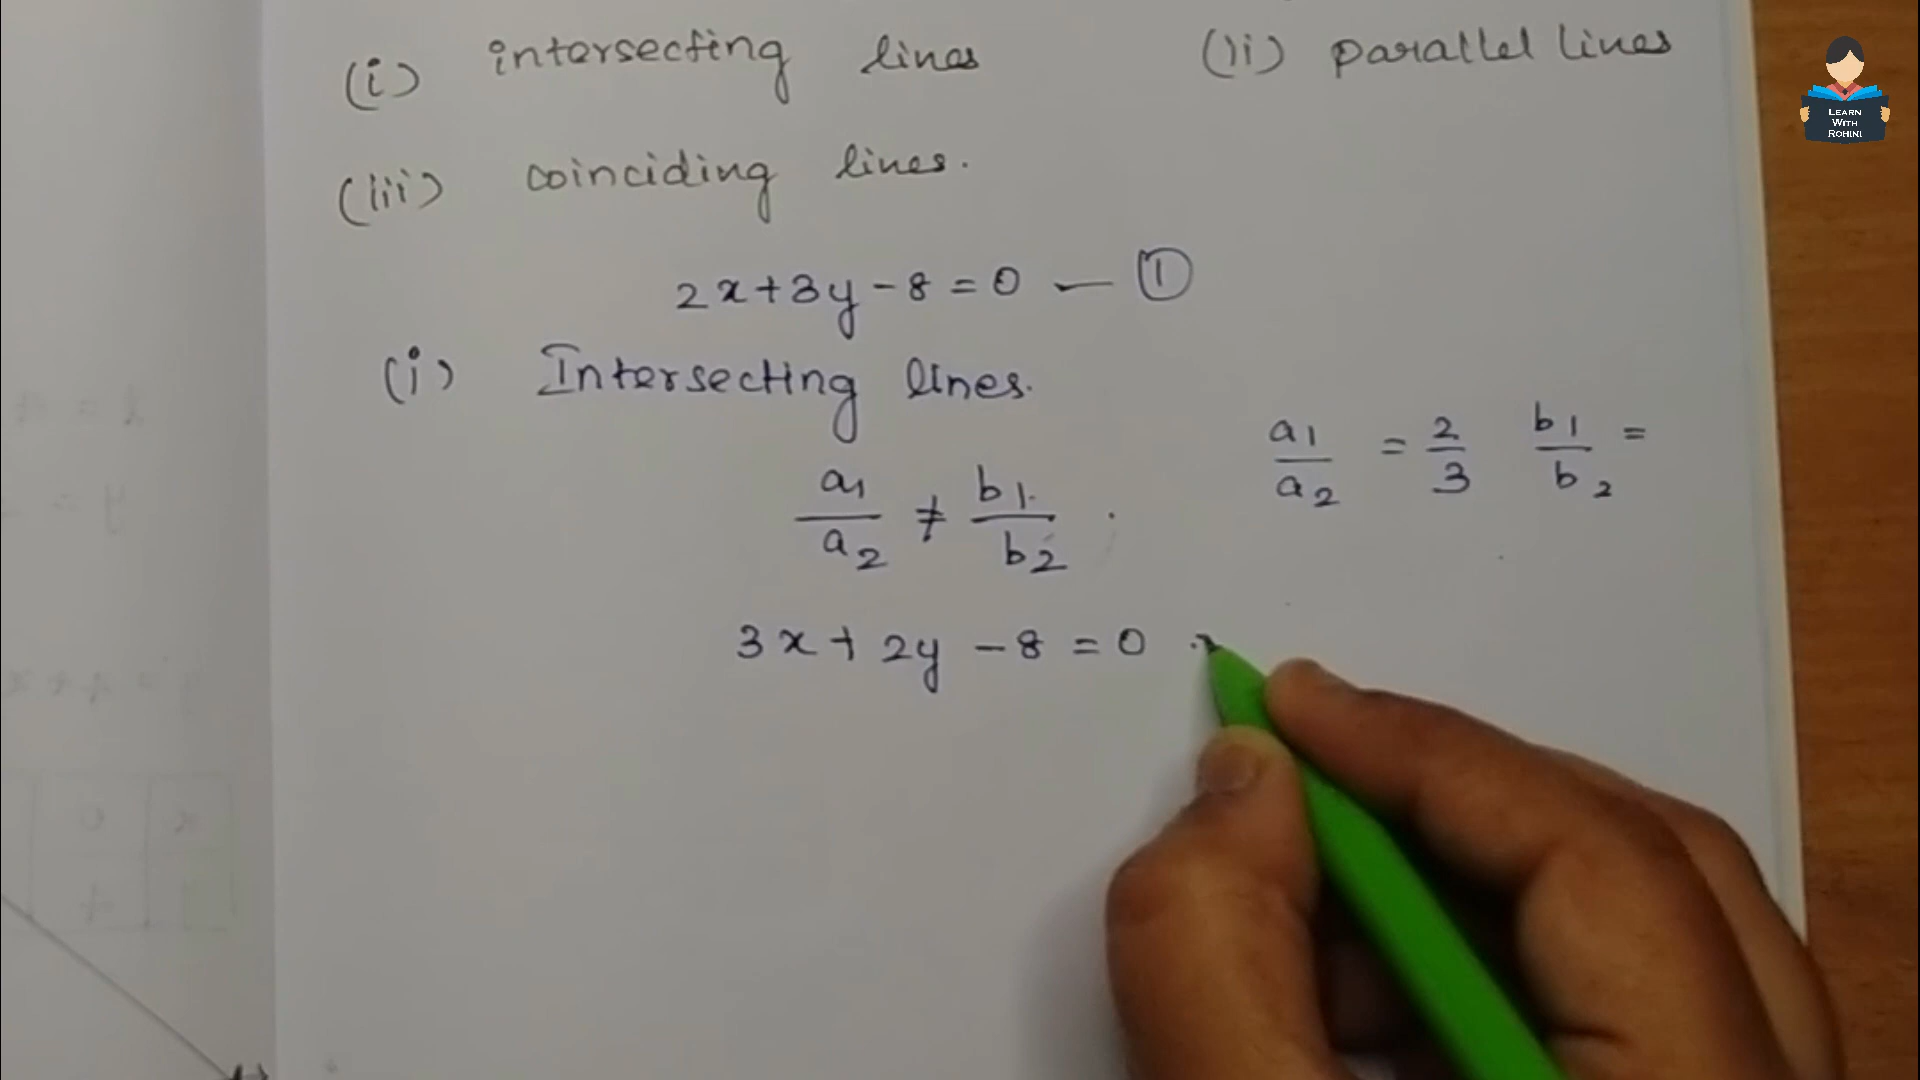 (i) intersecting lines (ii) parallel lines
(iii) coinciding lines.
2x+3y-8=0 — ①
(i) Intersecting lines.
a1/a2 ≠ b1/b2 . a1/a2 = 2/3 b1/b2 =
3x+2y-8=0
LEARN
WITH
ROHINI